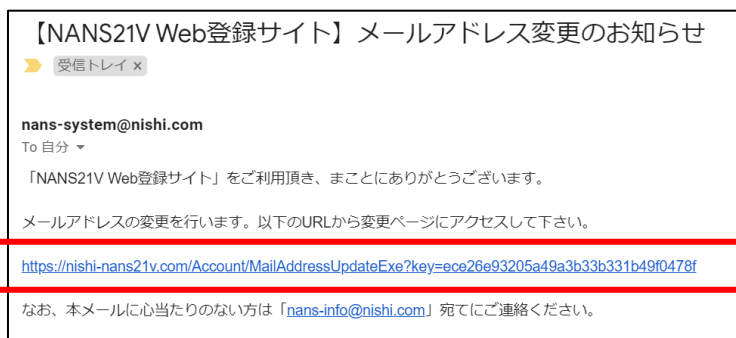 【NANS21V Web登録サイト】メールアドレス変更のお知らせ
受信トレイ ×
nans-system@nishi.com
To 自分
「NANS21V Web登録サイト」をご利用頂き、まことにありがとうございます。
メールアドレスの変更を行います。以下のURLから変更ページにアクセスして下さい。
https://nishi-nans21v.com/Account/MailAddressUpdateExe?key=ece26e93205a49a3b33b331b49f0478f
なお、本メールに心当たりのない方は「nans-info@nishi.com」宛てにご連絡ください。